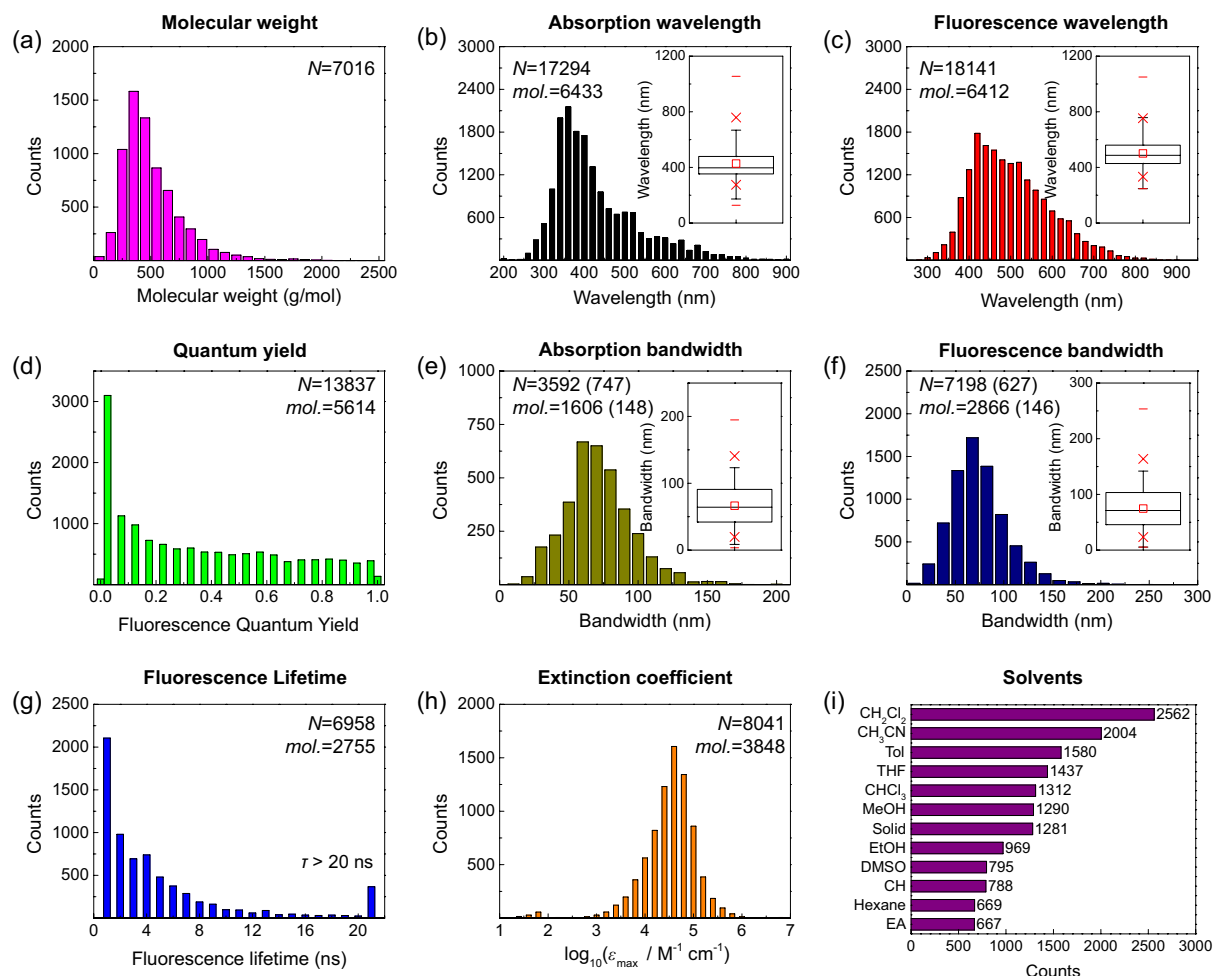 Molecular weight
(a)
N=7016
Counts
2000
1500
1000
500
0
500
1000
1500
2000
2500
Molecular weight (g/mol)
Absorption wavelength
(b)
N=17294
mol.=6433
Counts
3000
2400
1800
1200
600
200
300
400
500
600
700
800
900
Wavelength (nm)
Wavelength (nm)
1200
800
400
0
Fluorescence wavelength
(c)
N=18141
mol.=6412
Counts
3000
2400
1800
1200
600
300
400
500
600
700
800
900
Wavelength (nm)
Wavelength (nm)
1200
800
400
0
Quantum yield
(d)
N=13837
mol.=5614
Counts
3000
2000
1000
0.0
0.2
0.4
0.6
0.8
1.0
Fluorescence Quantum Yield
Absorption bandwidth
(e)
N=3592 (747)
mol.=1606 (148)
Counts
1000
750
500
250
0
50
100
150
200
Bandwidth (nm)
Bandwidth (nm)
200
100
0
Fluorescence bandwidth
(f)
N=7198 (627)
mol.=2866 (146)
Counts
2500
2000
1500
1000
500
0
50
100
150
200
250
300
Bandwidth (nm)
Bandwidth (nm)
300
150
0
Fluorescence Lifetime
(g)
N=6958
mol.=2755
τ > 20 ns
Counts
2500
2000
1500
1000
500
0
4
8
12
16
20
Fluorescence lifetime (ns)
Extinction coefficient
(h)
N=8041
mol.=3848
Counts
2000
1500
1000
500
1
2
3
4
5
6
7
log₁₀(εmax / M⁻¹ cm⁻¹)
Solvents
(i)
CH₂Cl₂ 2562
CH₃CN 2004
Tol 1580
THF 1437
CHCl₃ 1312
MeOH 1290
Solid 1281
EtOH 969
DMSO 795
CH 788
Hexane 669
EA 667
0
500
1000
1500
2000
2500
3000
Counts